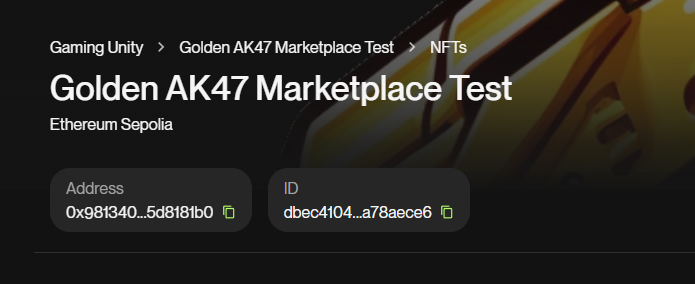 Gaming Unity > Golden AK47 Marketplace Test > NFTs
Golden AK47 Marketplace Test
Ethereum Sepolia
Address
0x981340...5d8181b0
ID
dbec4104...a78aece6